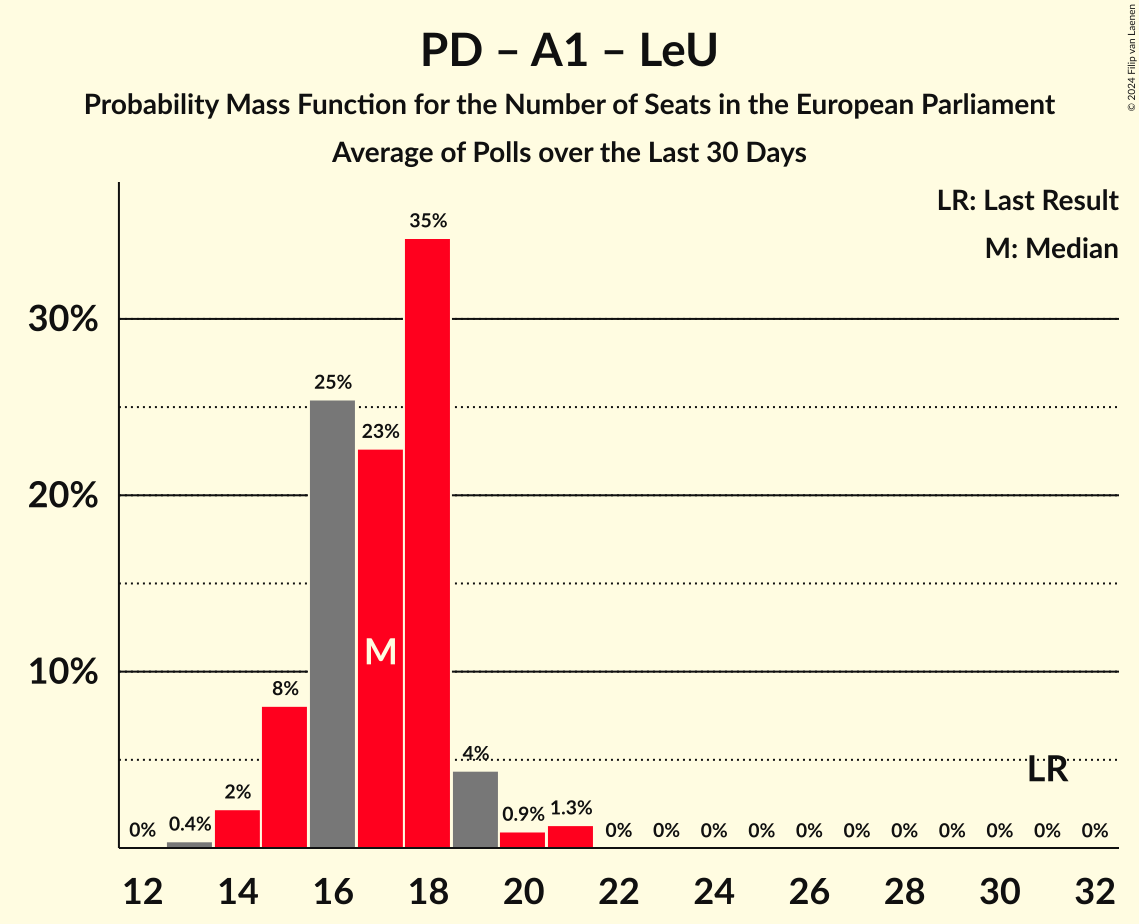 PD – A1 – LeU
Probability Mass Function for the Number of Seats in the European Parliament
Average of Polls over the Last 30 Days
© 2024 Filip van Laenen
LR: Last Result
M: Median
30%
20%
10%
0% 0.4% 2% 8% 25% 23% 35% 4% 0.9% 1.3% 0% 0% 0% 0% 0% 0% 0% 0% 0% 0% 0%
M
LR
12 14 16 18 20 22 24 26 28 30 32